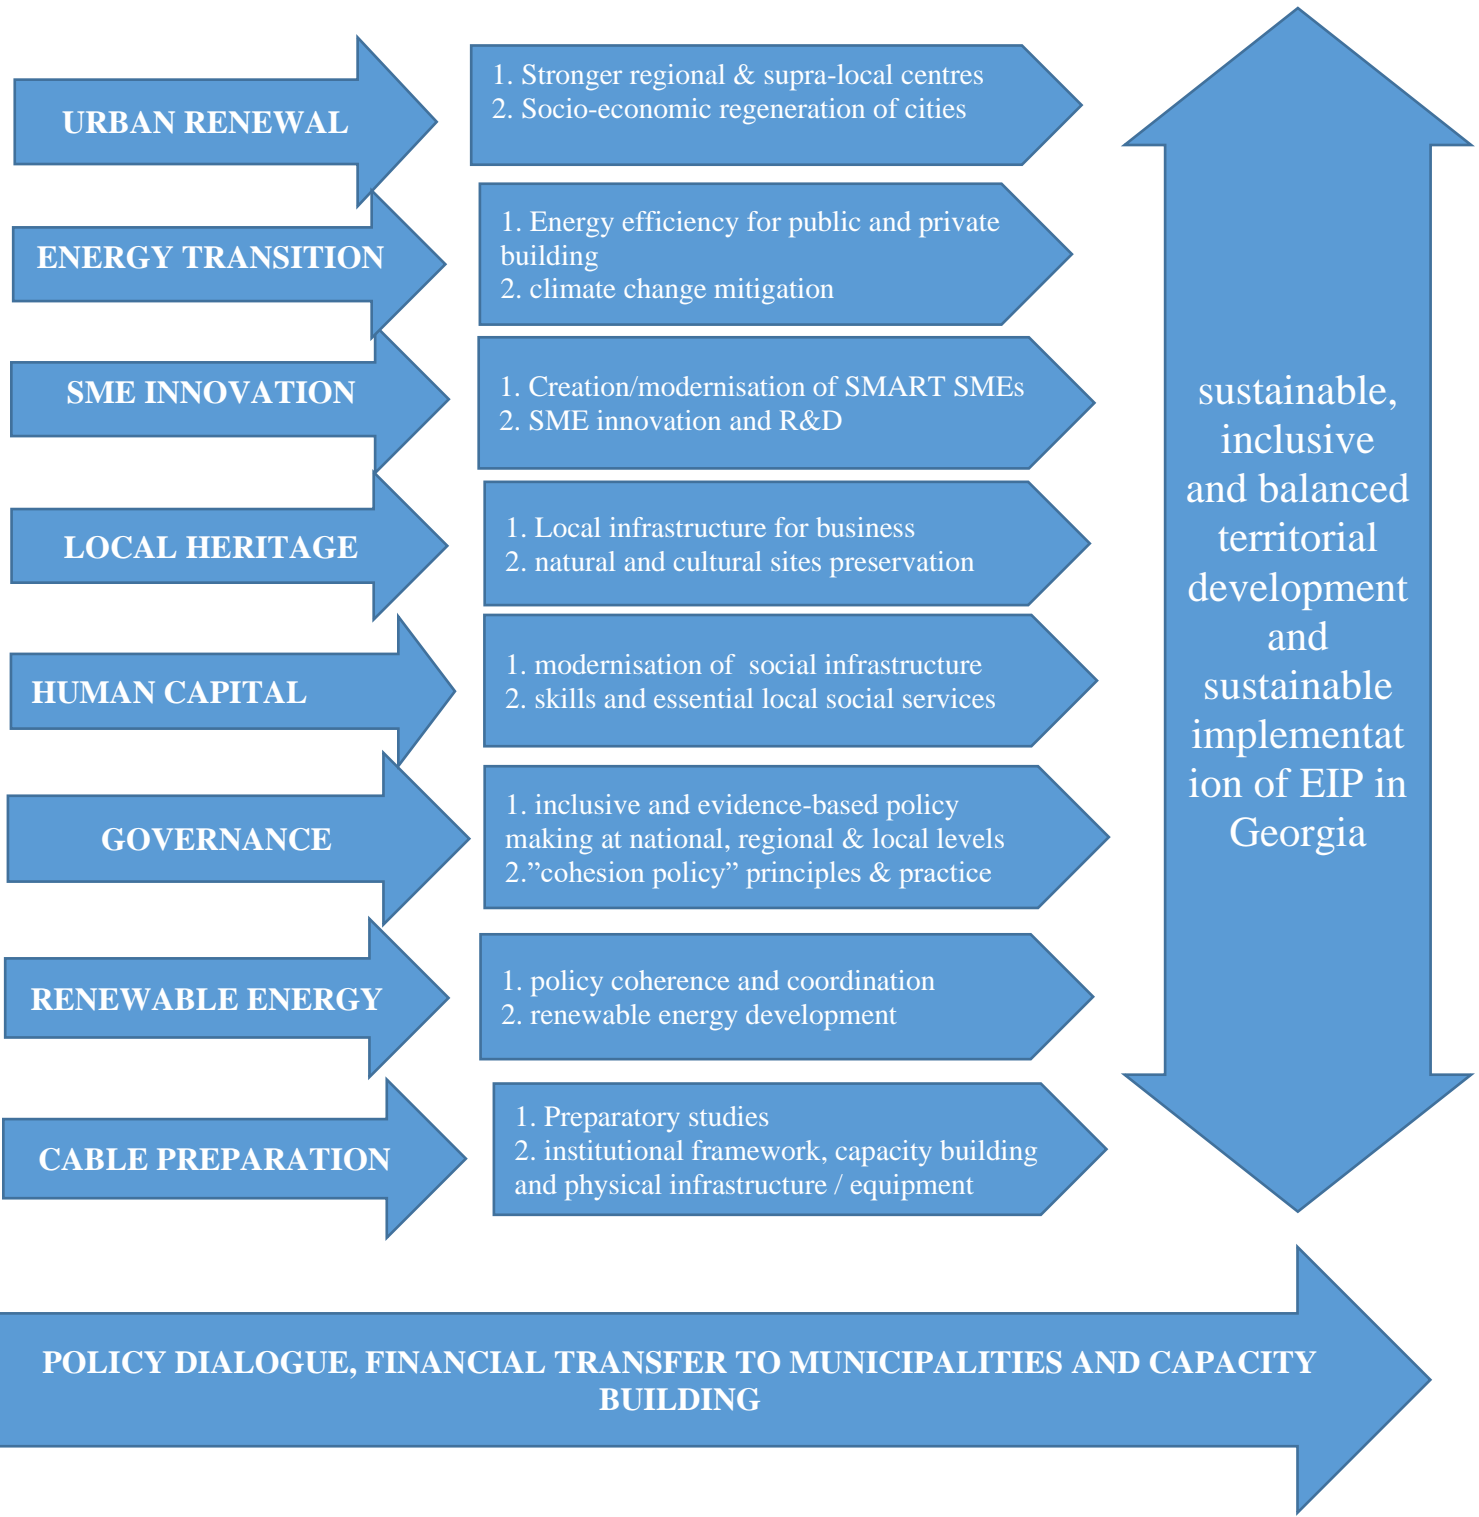 URBAN RENEWAL
1. Stronger regional & supra-local centres
2. Socio-economic regeneration of cities
ENERGY TRANSITION
1. Energy efficiency for public and private
building
2. climate change mitigation
SME INNOVATION
1. Creation/modernisation of SMART SMEs
2. SME innovation and R&D
LOCAL HERITAGE
1. Local infrastructure for business
2. natural and cultural sites preservation
HUMAN CAPITAL
1. modernisation of  social infrastructure
2. skills and essential local social services
GOVERNANCE
1. inclusive and evidence-based policy
making at national, regional & local levels
2.”cohesion policy” principles & practice
RENEWABLE ENERGY
1. policy coherence and coordination
2. renewable energy development
CABLE PREPARATION
1. Preparatory studies
2. institutional framework, capacity building
and physical infrastructure / equipment
sustainable,
inclusive
and balanced
territorial
development
and
sustainable
implementat
ion of EIP in
Georgia
POLICY DIALOGUE, FINANCIAL TRANSFER TO MUNICIPALITIES AND CAPACITY
BUILDING